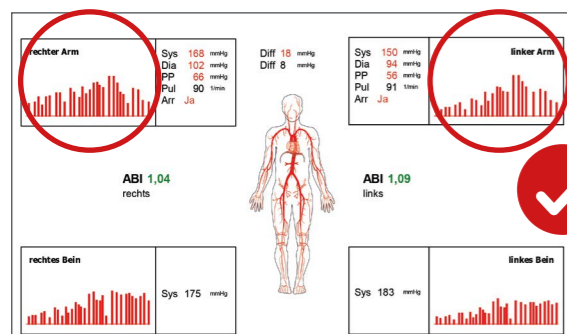 rechter Arm
Sys 168 mmHg
Dia 102 mmHg
PP 66 mmHg
Pul 90 1/min
Arr Ja
Diff 18 mmHg
Diff 8 mmHg
Sys 150 mmHg
Dia 94 mmHg
PP 56 mmHg
Pul 91 1/min
Arr Ja
linker Arm
ABI 1,04
rechts
ABI 1,09
links
rechtes Bein
Sys 175 mmHg
Sys 183 mmHg
linkes Bein